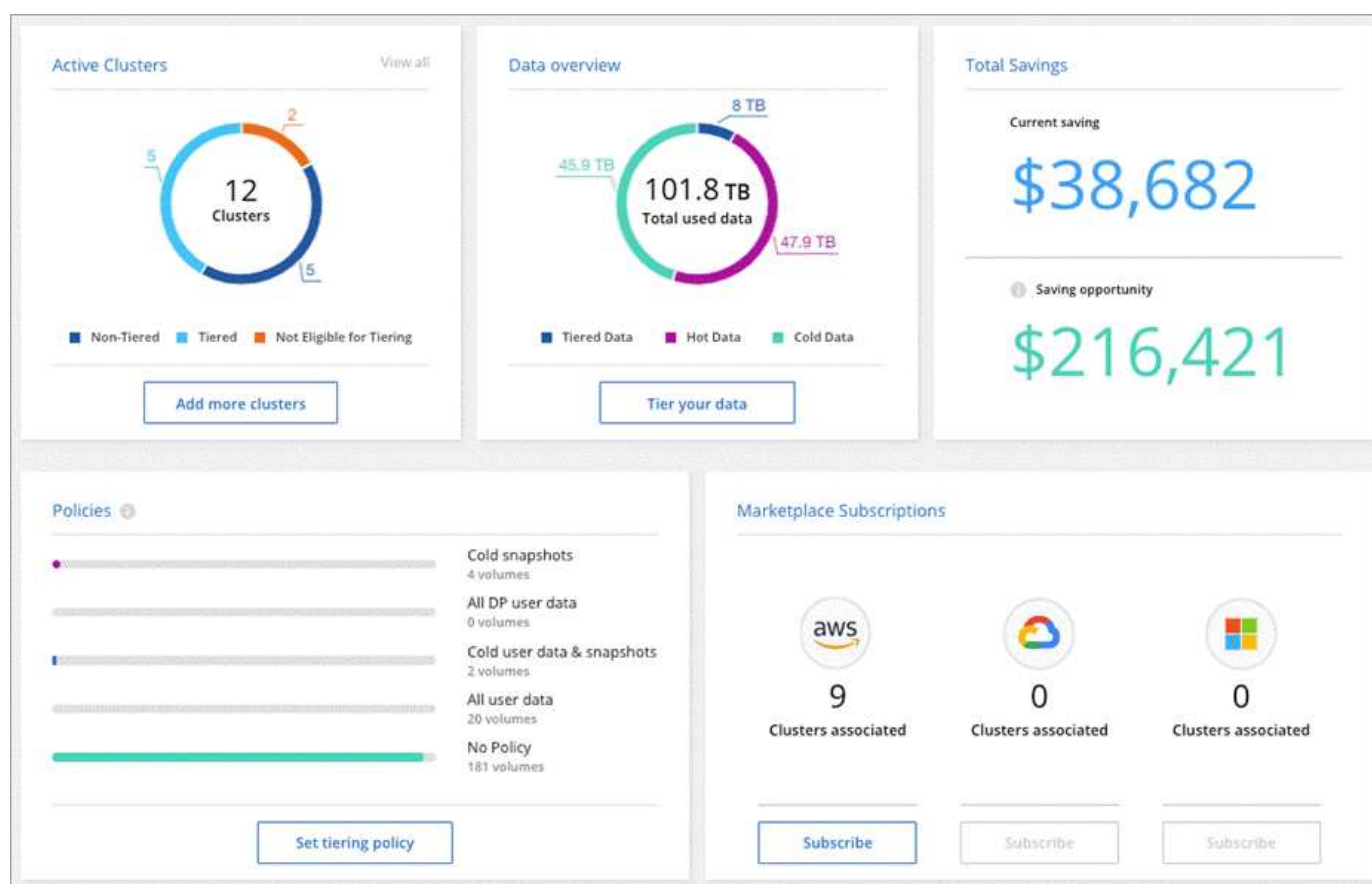 Active Clusters
View all
2
5
12
Clusters
5
Non-Tiered
Tiered
Not Eligible for Tiering
Add more clusters
Data overview
8 TB
45.9 TB
101.8 TB
Total used data
47.9 TB
Tiered Data
Hot Data
Cold Data
Tier your data
Total Savings
Current saving
$38,682
Saving opportunity
$216,421
Policies
Cold snapshots
4 volumes
All DP user data
0 volumes
Cold user data & snapshots
2 volumes
All user data
20 volumes
No Policy
181 volumes
Set tiering policy
Marketplace Subscriptions
aws
9
Clusters associated
Subscribe
0
Clusters associated
Subscribe
0
Clusters associated
Subscribe